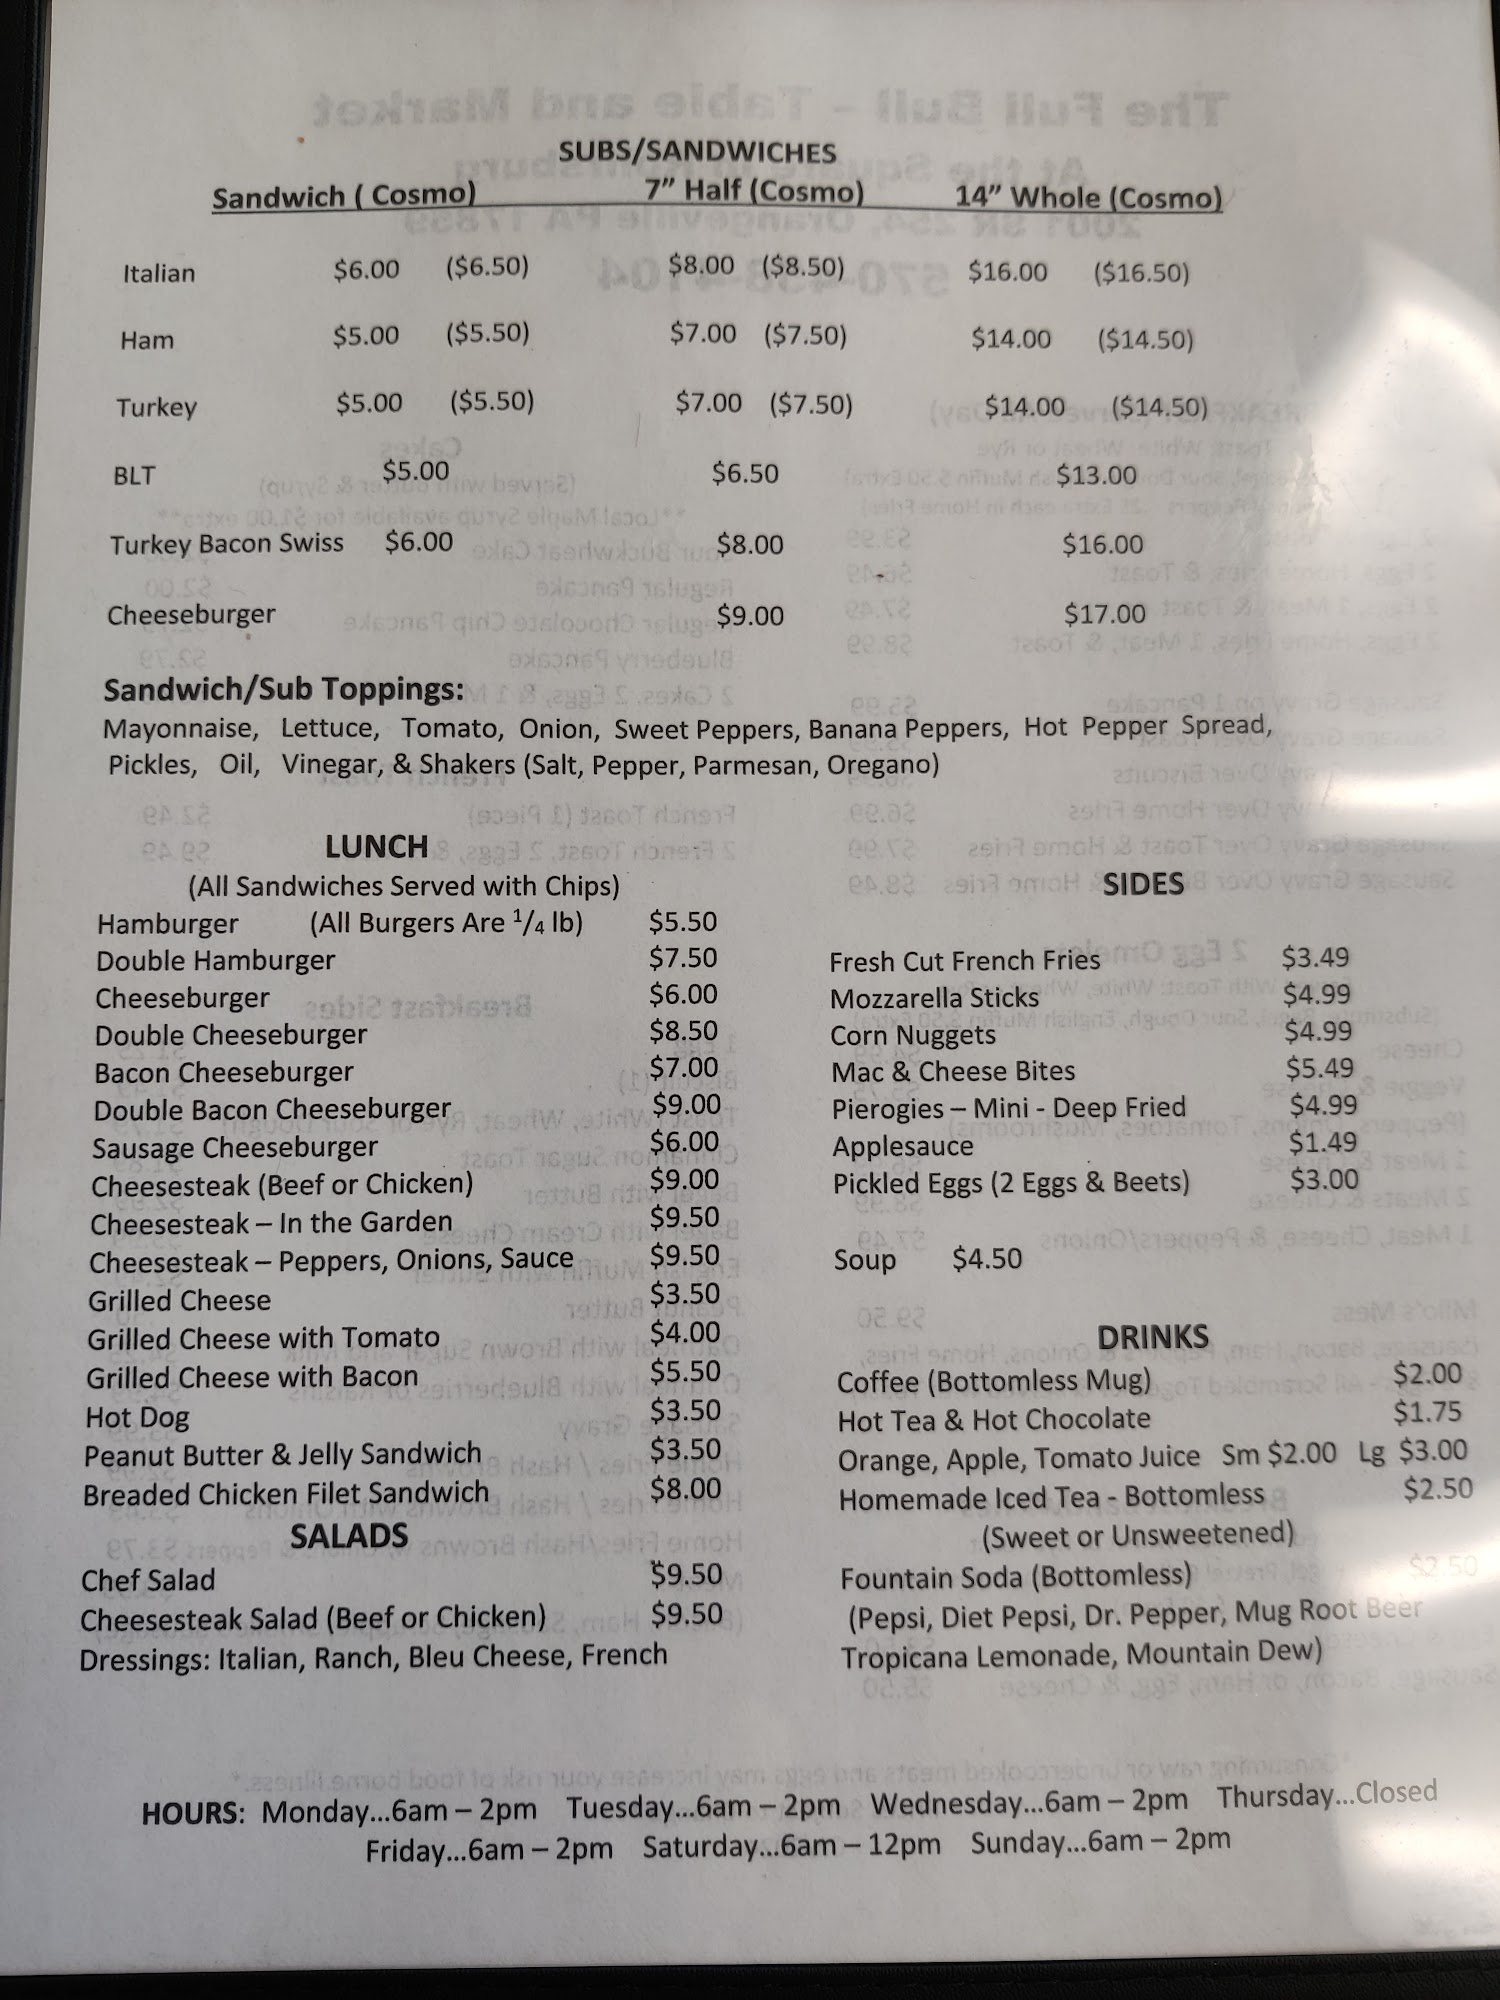 SUBS/SANDWICHES
Sandwich ( Cosmo) 7” Half (Cosmo) 14” Whole (Cosmo)
Italian $6.00 ($6.50) $8.00 ($8.50) $16.00 ($16.50)
Ham $5.00 ($5.50) $7.00 ($7.50) $14.00 ($14.50)
Turkey $5.00 ($5.50) $7.00 ($7.50) $14.00 ($14.50)
BLT $5.00 $6.50 $13.00
Turkey Bacon Swiss $6.00 $8.00 $16.00
Cheeseburger $9.00 $17.00
Sandwich/Sub Toppings:
Mayonnaise, Lettuce, Tomato, Onion, Sweet Peppers, Banana Peppers, Hot Pepper Spread,
Pickles, Oil, Vinegar, & Shakers (Salt, Pepper, Parmesan, Oregano)
LUNCH
(All Sandwiches Served with Chips)
Hamburger (All Burgers Are 1/4 lb) $5.50
Double Hamburger $7.50
Cheeseburger $6.00
Double Cheeseburger $8.50
Bacon Cheeseburger $7.00
Double Bacon Cheeseburger $9.00
Sausage Cheeseburger $6.00
Cheesesteak (Beef or Chicken) $9.00
Cheesesteak – In the Garden $9.50
Cheesesteak – Peppers, Onions, Sauce $9.50
Grilled Cheese $3.50
Grilled Cheese with Tomato $4.00
Grilled Cheese with Bacon $5.50
Hot Dog $3.50
Peanut Butter & Jelly Sandwich $3.50
Breaded Chicken Filet Sandwich $8.00
SALADS
Chef Salad $9.50
Cheesesteak Salad (Beef or Chicken) $9.50
Dressings: Italian, Ranch, Bleu Cheese, French
SIDES
Fresh Cut French Fries $3.49
Mozzarella Sticks $4.99
Corn Nuggets $4.99
Mac & Cheese Bites $5.49
Pierogies – Mini - Deep Fried $4.99
Applesauce $1.49
Pickled Eggs (2 Eggs & Beets) $3.00
Soup $4.50
DRINKS
Coffee (Bottomless Mug) $2.00
Hot Tea & Hot Chocolate $1.75
Orange, Apple, Tomato Juice Sm $2.00 Lg $3.00
Homemade Iced Tea - Bottomless $2.50
(Sweet or Unsweetened)
Fountain Soda (Bottomless) $2.50
(Pepsi, Diet Pepsi, Dr. Pepper, Mug Root Beer
Tropicana Lemonade, Mountain Dew)
HOURS: Monday...6am – 2pm Tuesday...6am – 2pm Wednesday...6am – 2pm Thursday...Closed
Friday...6am – 2pm Saturday...6am – 12pm Sunday...6am – 2pm